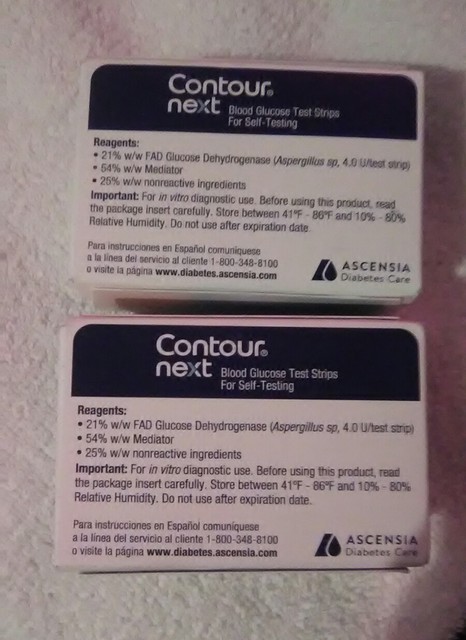 Contour®
next Blood Glucose Test Strips
For Self-Testing
Reagents:
• 21% w/w FAD Glucose Dehydrogenase (Aspergillus sp, 4.0 U/test strip)
• 54% w/w Mediator
• 25% w/w nonreactive ingredients
Important: For in vitro diagnostic use. Before using this product, read
the package insert carefully. Store between 41°F - 86°F and 10% - 80%
Relative Humidity. Do not use after expiration date.
Para instrucciones en Español comuníquese
a la línea del servicio al cliente 1-800-348-8100
o visite la página www.diabetes.ascensia.com
ASCENSIA
Diabetes Care
Contour®
next Blood Glucose Test Strips
For Self-Testing
Reagents:
• 21% w/w FAD Glucose Dehydrogenase (Aspergillus sp, 4.0 U/test strip)
• 54% w/w Mediator
• 25% w/w nonreactive ingredients
Important: For in vitro diagnostic use. Before using this product, read
the package insert carefully. Store between 41°F - 86°F and 10% - 80%
Relative Humidity. Do not use after expiration date.
Para instrucciones en Español comuníquese
a la línea del servicio al cliente 1-800-348-8100
o visite la página www.diabetes.ascensia.com
ASCENSIA
Diabetes Care